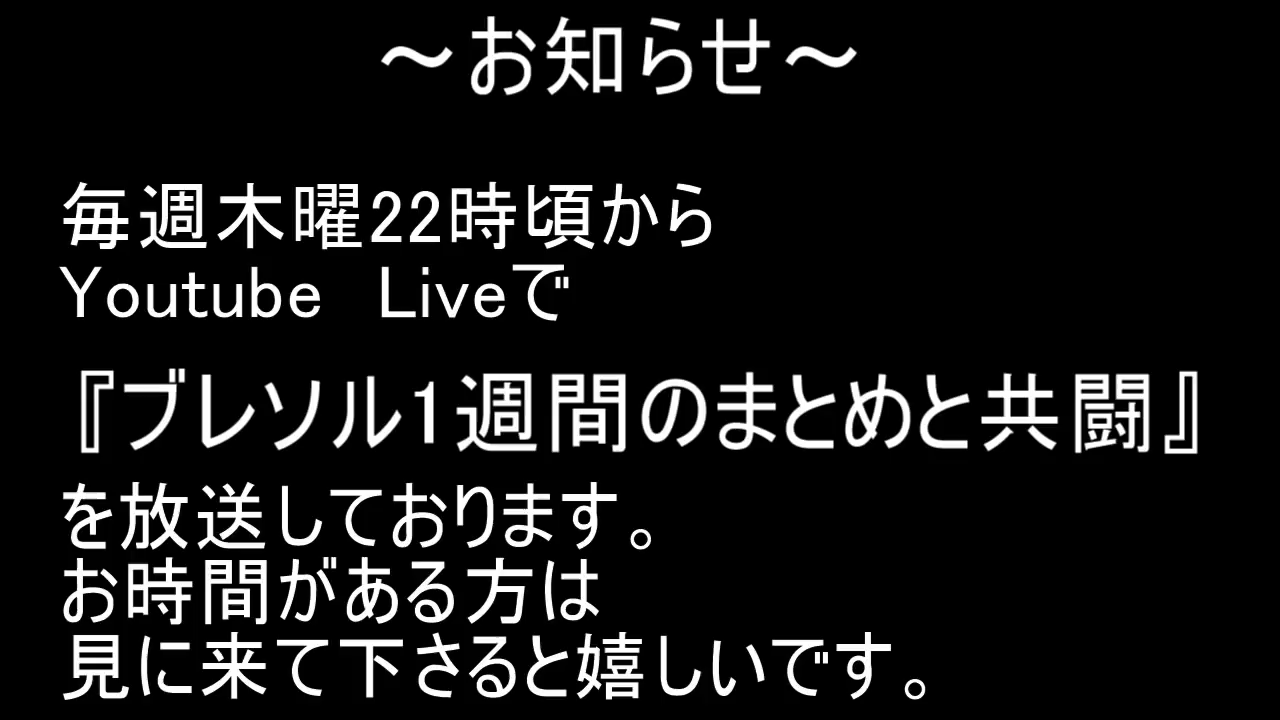 ～お知らせ～
毎週木曜22時頃から
Youtube　Liveで
『ブレソル1週間のまとめと共闘』
を放送しております。
お時間がある方は
見に来て下さると嬉しいです。